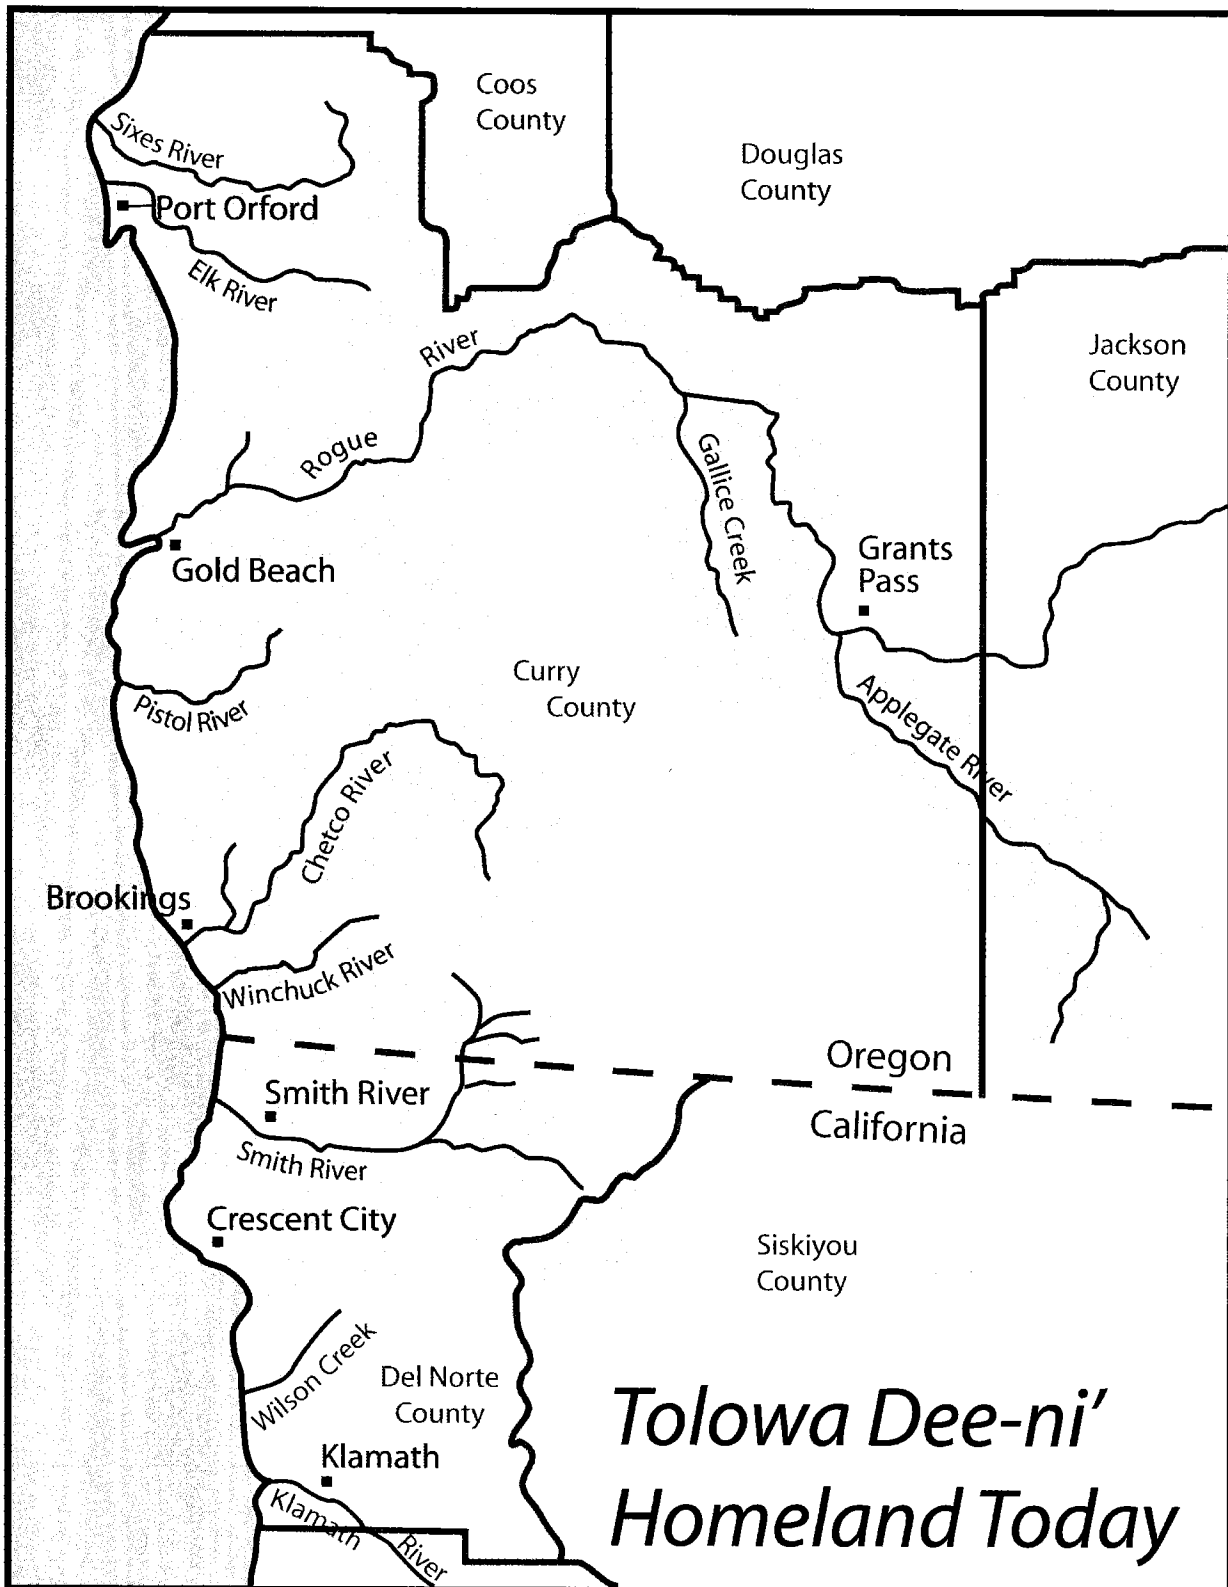 Coos
County
Douglas
County
Sixes River
Port Orford
Elk River
River
Jackson
County
Rogue
Gallice Creek
Grants
Pass
Gold Beach
Curry
County
Pistol River
Applegate River
Chetco River
Brookings
Winchuck River
Oregon
Smith River
California
Smith River
Crescent City
Siskiyou
County
Wilson Creek
Del Norte
County
Tolowa Dee-ni'
Klamath
Homeland Today
Klamath
River